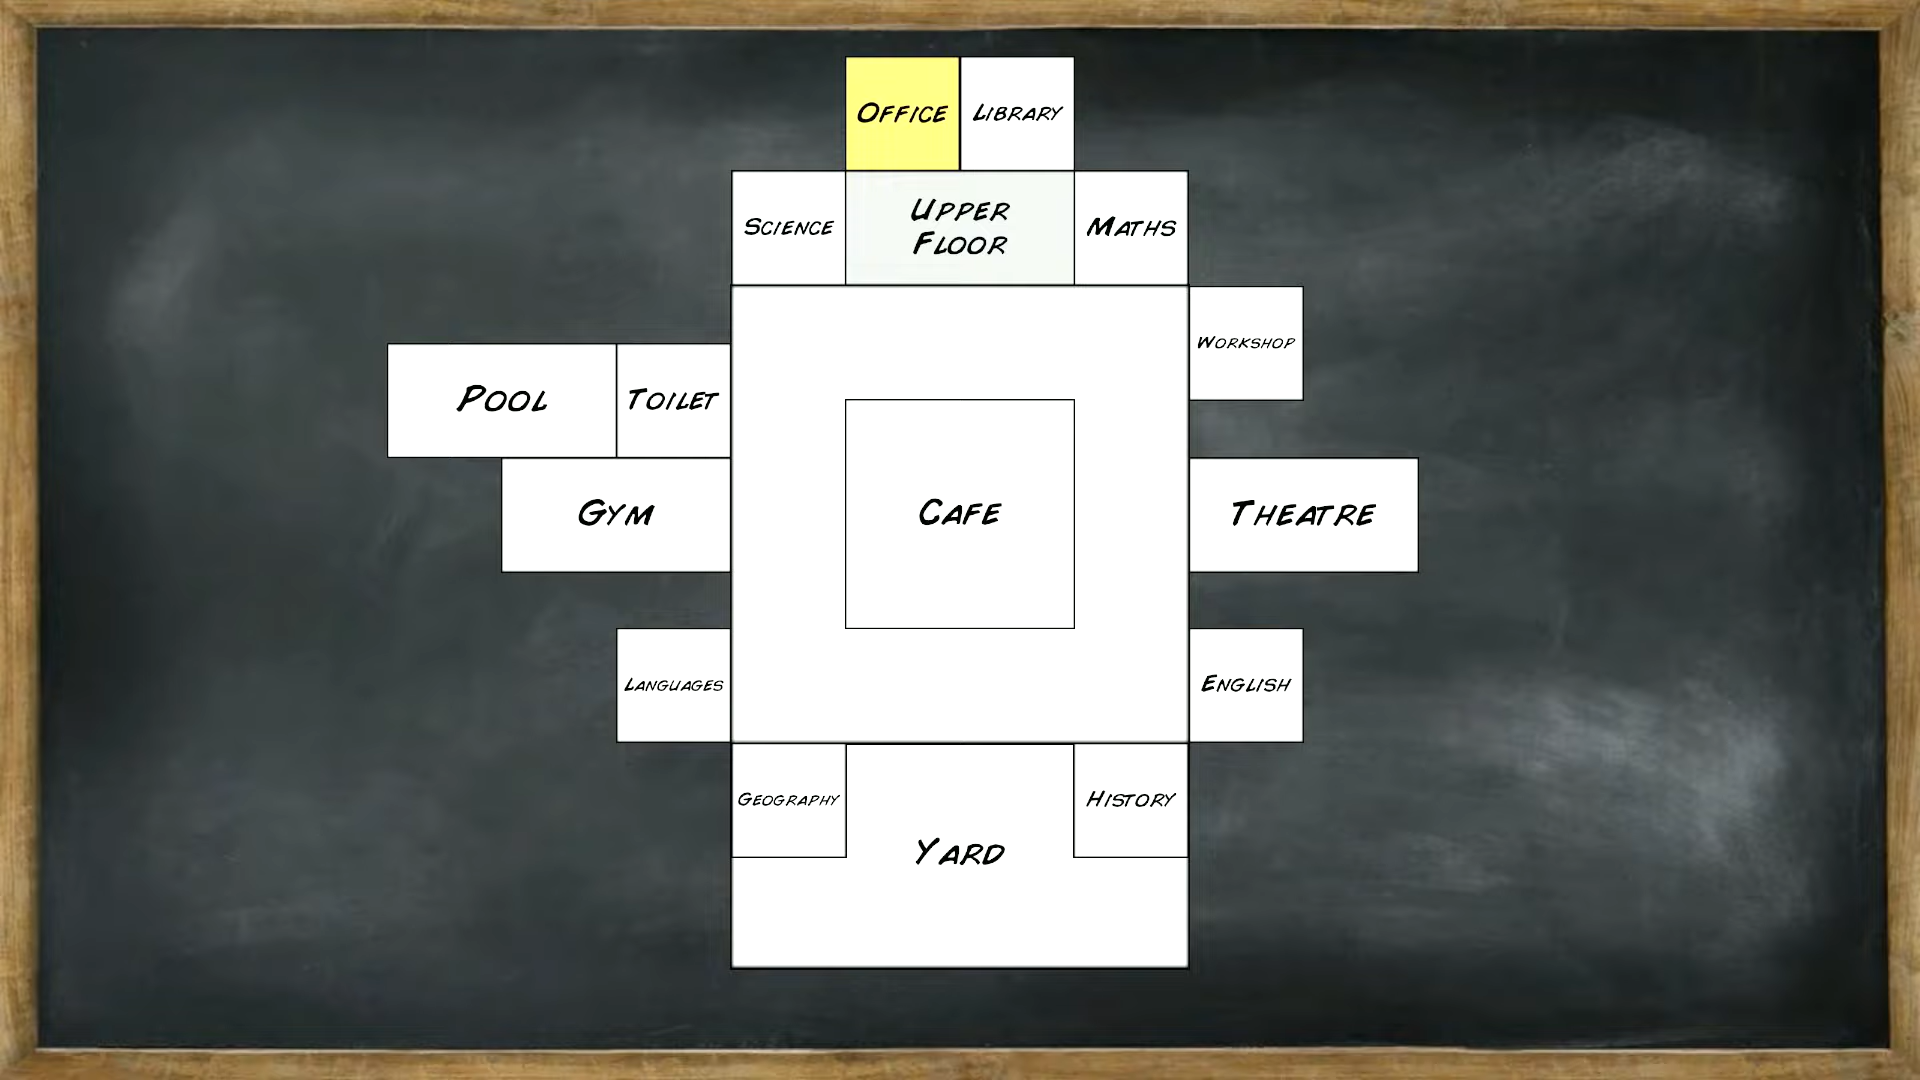 OFFICE
LIBRARY
SCIENCE
UPPER
FLOOR
MATHS
WORKSHOP
POOL
TOILET
GYM
CAFE
THEATRE
LANGUAGES
ENGLISH
GEOGRAPHY
HISTORY
YARD